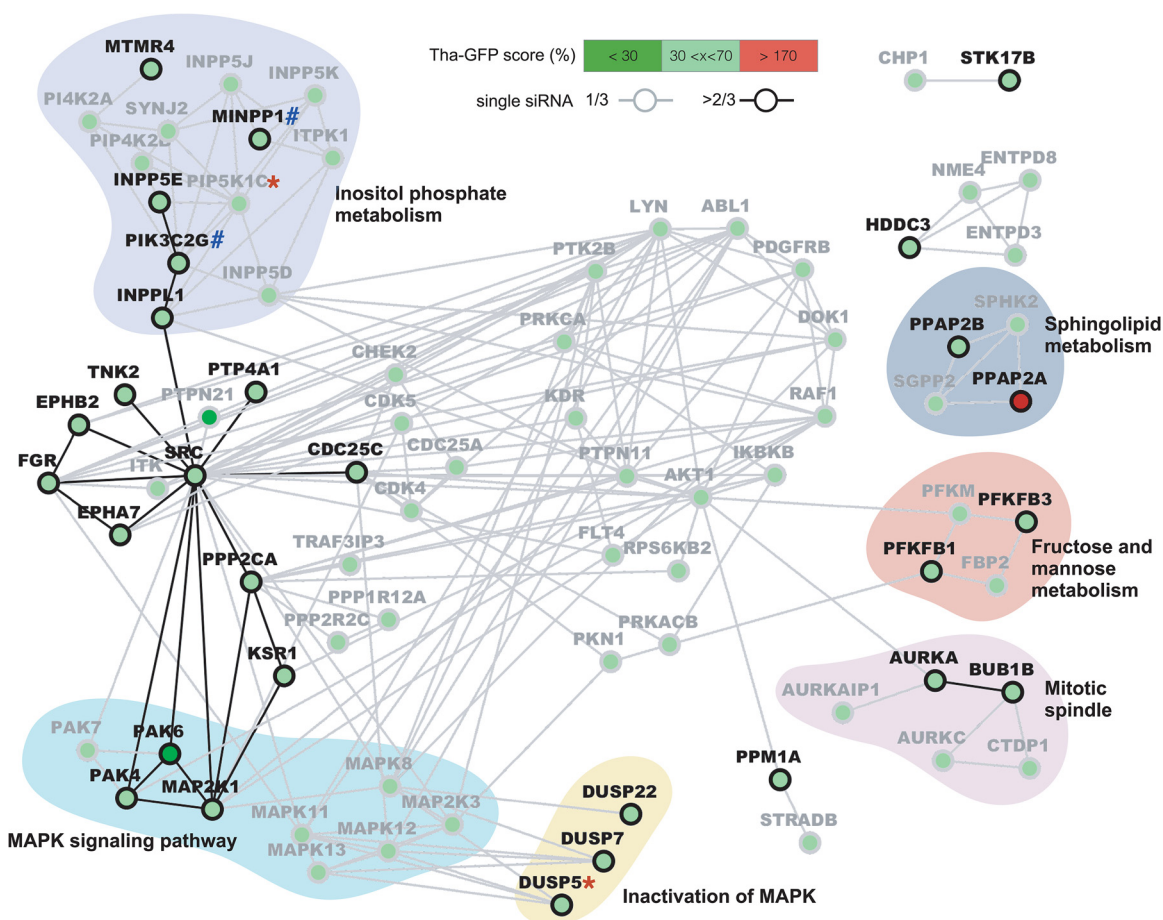 Tha-GFP score (%)
< 30
30 <x<70
> 170
single siRNA
1/3
>2/3
MTMR4
INPP5J
INPP5K
PI4K2A
SYNJ2
MINPP1#
ITPK1
PIP4K2B
INPP5E
PIP5K1C*
Inositol phosphate
metabolism
PIK3C2G#
INPP5D
INPPL1
CHP1
STK17B
NME4
ENTPD8
HDDC3
ENTPD3
LYN
ABL1
PTK2B
PDGFRB
PRKCA
DOK1
CHEK2
RAF1
SPHK2
PPAP2B
Sphingolipid
metabolism
SGPP2
PPAP2A
TNK2
PTP4A1
PTPN21
EPHB2
CDK5
KDR
FGR
SRC
ITK
CDC25C
CDC25A
PTPN11
IKBKB
AKT1
CDK4
EPHA7
PFKM
PFKFB3
PFKFB1
FBP2
Fructose and
mannose
metabolism
TRAF3IP3
FLT4
RPS6KB2
PPP2CA
PPP1R12A
PPP2R2C
PRKACB
PKN1
KSR1
AURKA
BUB1B
AURKAIP1
Mitotic
spindle
AURKC
CTDP1
PAK7
PAK6
PAK4
MAP2K1
MAPK8
MAP2K3
MAPK11
MAPK12
MAPK13
MAPK signaling pathway
PPM1A
STRADB
DUSP22
DUSP7
DUSP5*
Inactivation of MAPK